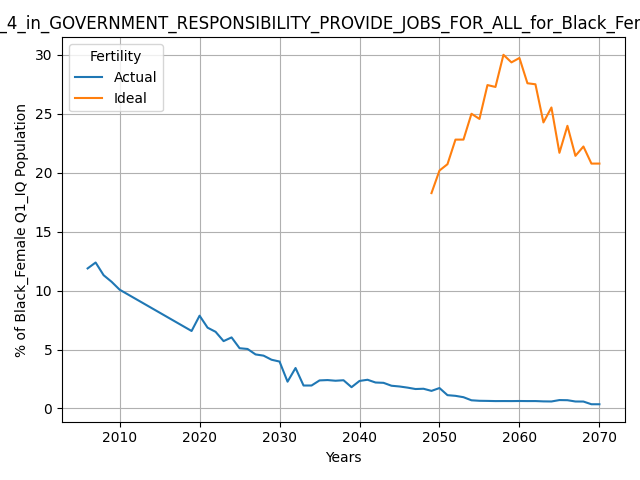 _4_in_GOVERNMENT_RESPONSIBILITY_PROVIDE_JOBS_FOR_ALL_for_Black_Fer
Fertility
Actual
Ideal
% of Black_Female Q1_IQ Population
30
25
20
15
10
5
0
2010 2020 2030 2040 2050 2060 2070
Years